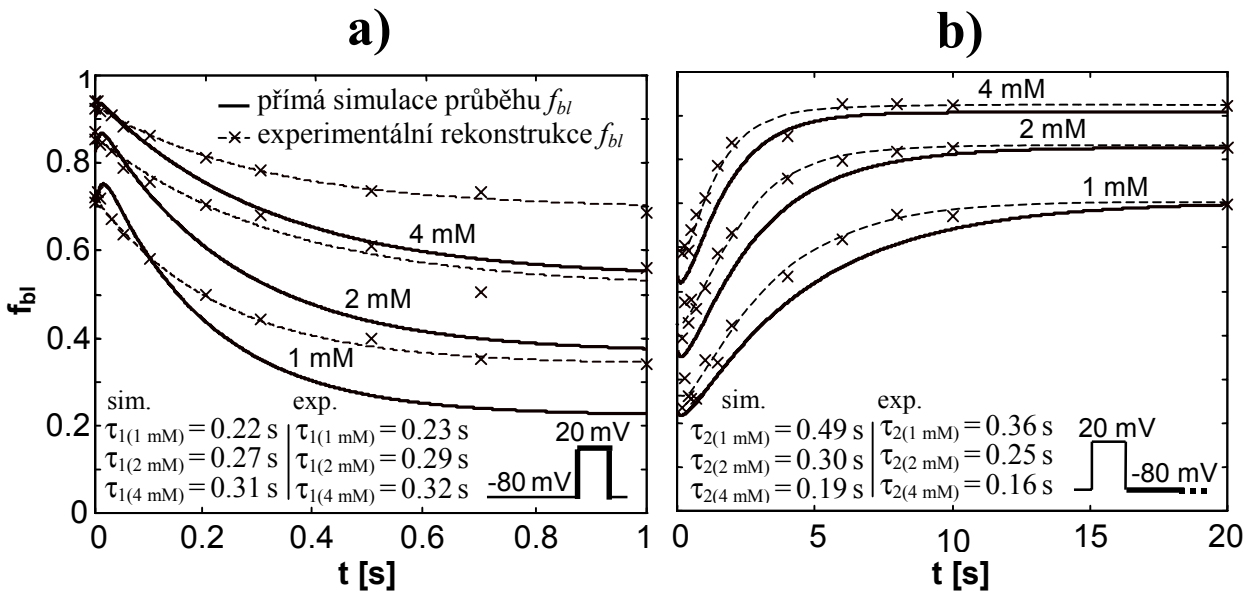 a)
b)
1
0.8
0.6
0.4
0.2
0
f_bl
přímá simulace průběhu f_bl
experimentální rekonstrukce f_bl
4 mM
2 mM
1 mM
sim. exp.
τ1(1 mM) = 0.22 s τ1(1 mM) = 0.23 s
τ1(2 mM) = 0.27 s τ1(2 mM) = 0.29 s
τ1(4 mM) = 0.31 s τ1(4 mM) = 0.32 s
20 mV
-80 mV
0 0.2 0.4 0.6 0.8 1
t [s]
4 mM
2 mM
1 mM
sim. exp.
τ2(1 mM) = 0.49 s τ2(1 mM) = 0.36 s
τ2(2 mM) = 0.30 s τ2(2 mM) = 0.25 s
τ2(4 mM) = 0.19 s τ2(4 mM) = 0.16 s
20 mV
-80 mV
0 5 10 15 20
t [s]